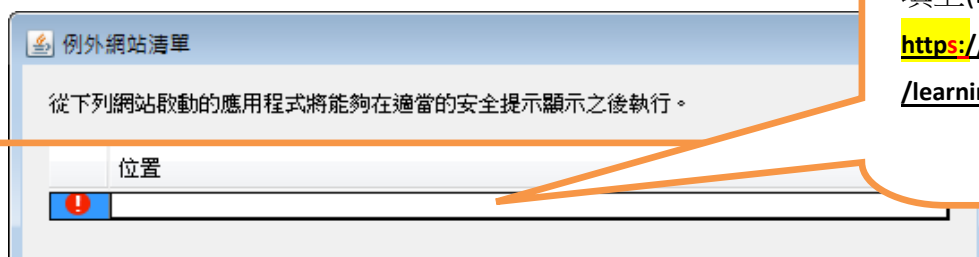 例外網站清單
從下列網站啟動的應用程式將能夠在適當的安全提示顯示之後執行。
位置
https:/
/learnin